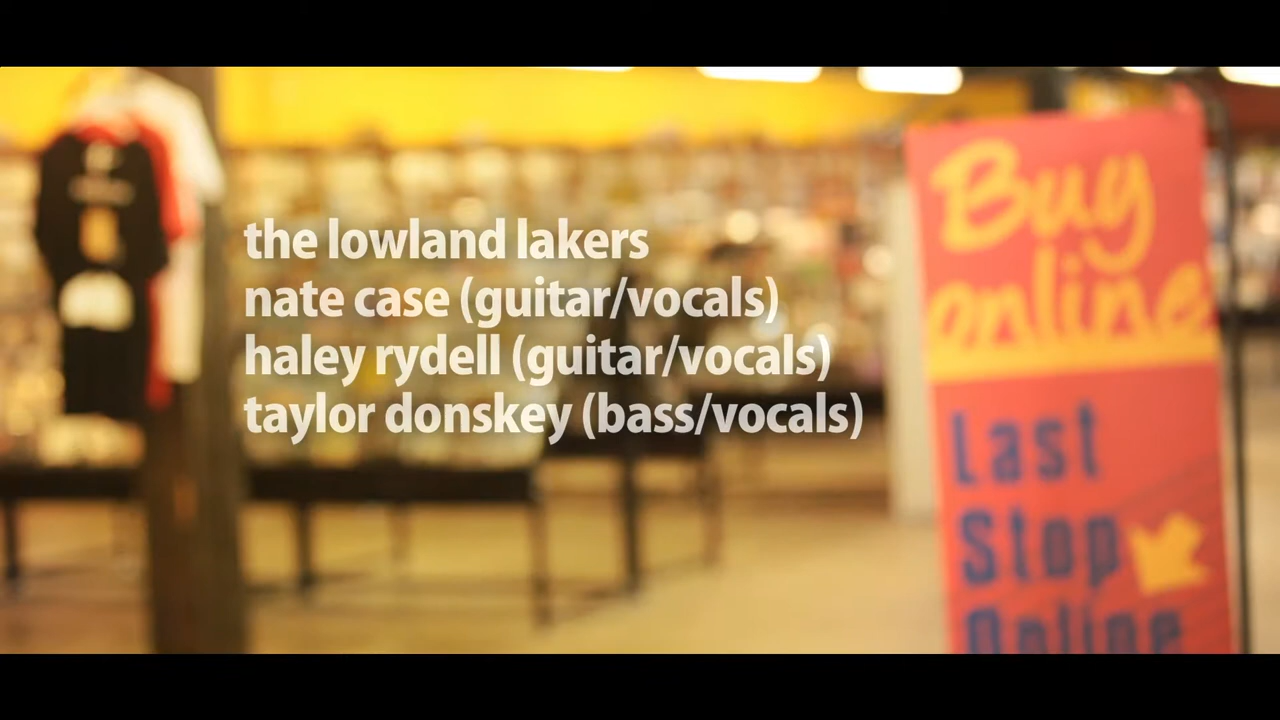 the lowland lakers
nate case (guitar/vocals)
haley rydell (guitar/vocals)
taylor donskey (bass/vocals)
Buy
online
Last
Stop
Online